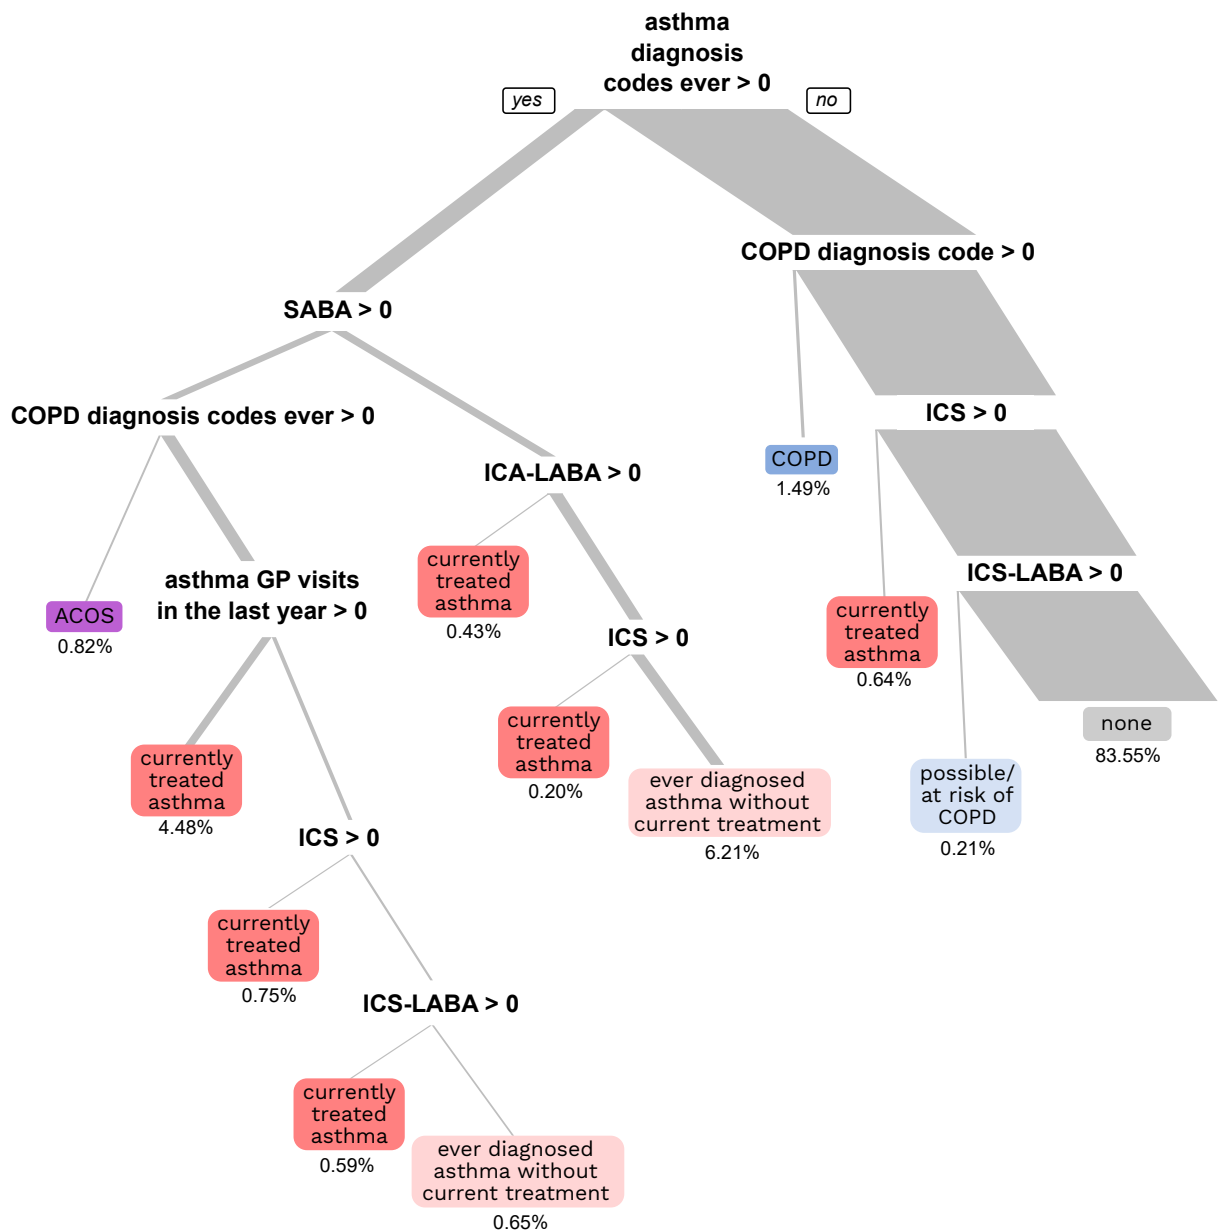 asthma
diagnosis
codes ever > 0
yes
no
COPD diagnosis code > 0
SABA > 0
COPD diagnosis codes ever > 0
ICS > 0
COPD
1.49%
ICA-LABA > 0
currently
treated
asthma
0.43%
asthma GP visits
in the last year > 0
ICS-LABA > 0
ACOS
0.82%
currently
treated
asthma
0.64%
ICS > 0
currently
treated
asthma
0.20%
none
83.55%
currently
treated
asthma
4.48%
ever diagnosed
asthma without
current treatment
6.21%
possible/
at risk of
COPD
0.21%
ICS > 0
currently
treated
asthma
0.75%
ICS-LABA > 0
currently
treated
asthma
0.59%
ever diagnosed
asthma without
current treatment
0.65%